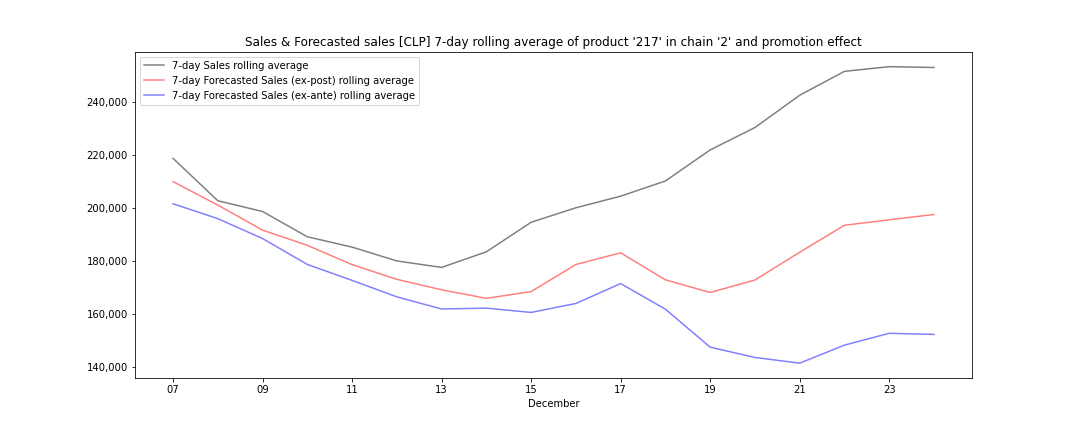 Sales & Forecasted sales [CLP] 7-day rolling average of product '217' in chain '2' and promotion effect
7-day Sales rolling average
7-day Forecasted Sales (ex-post) rolling average
7-day Forecasted Sales (ex-ante) rolling average
240,000
220,000
200,000
180,000
160,000
140,000
07 09 11 13 15 17 19 21 23
December